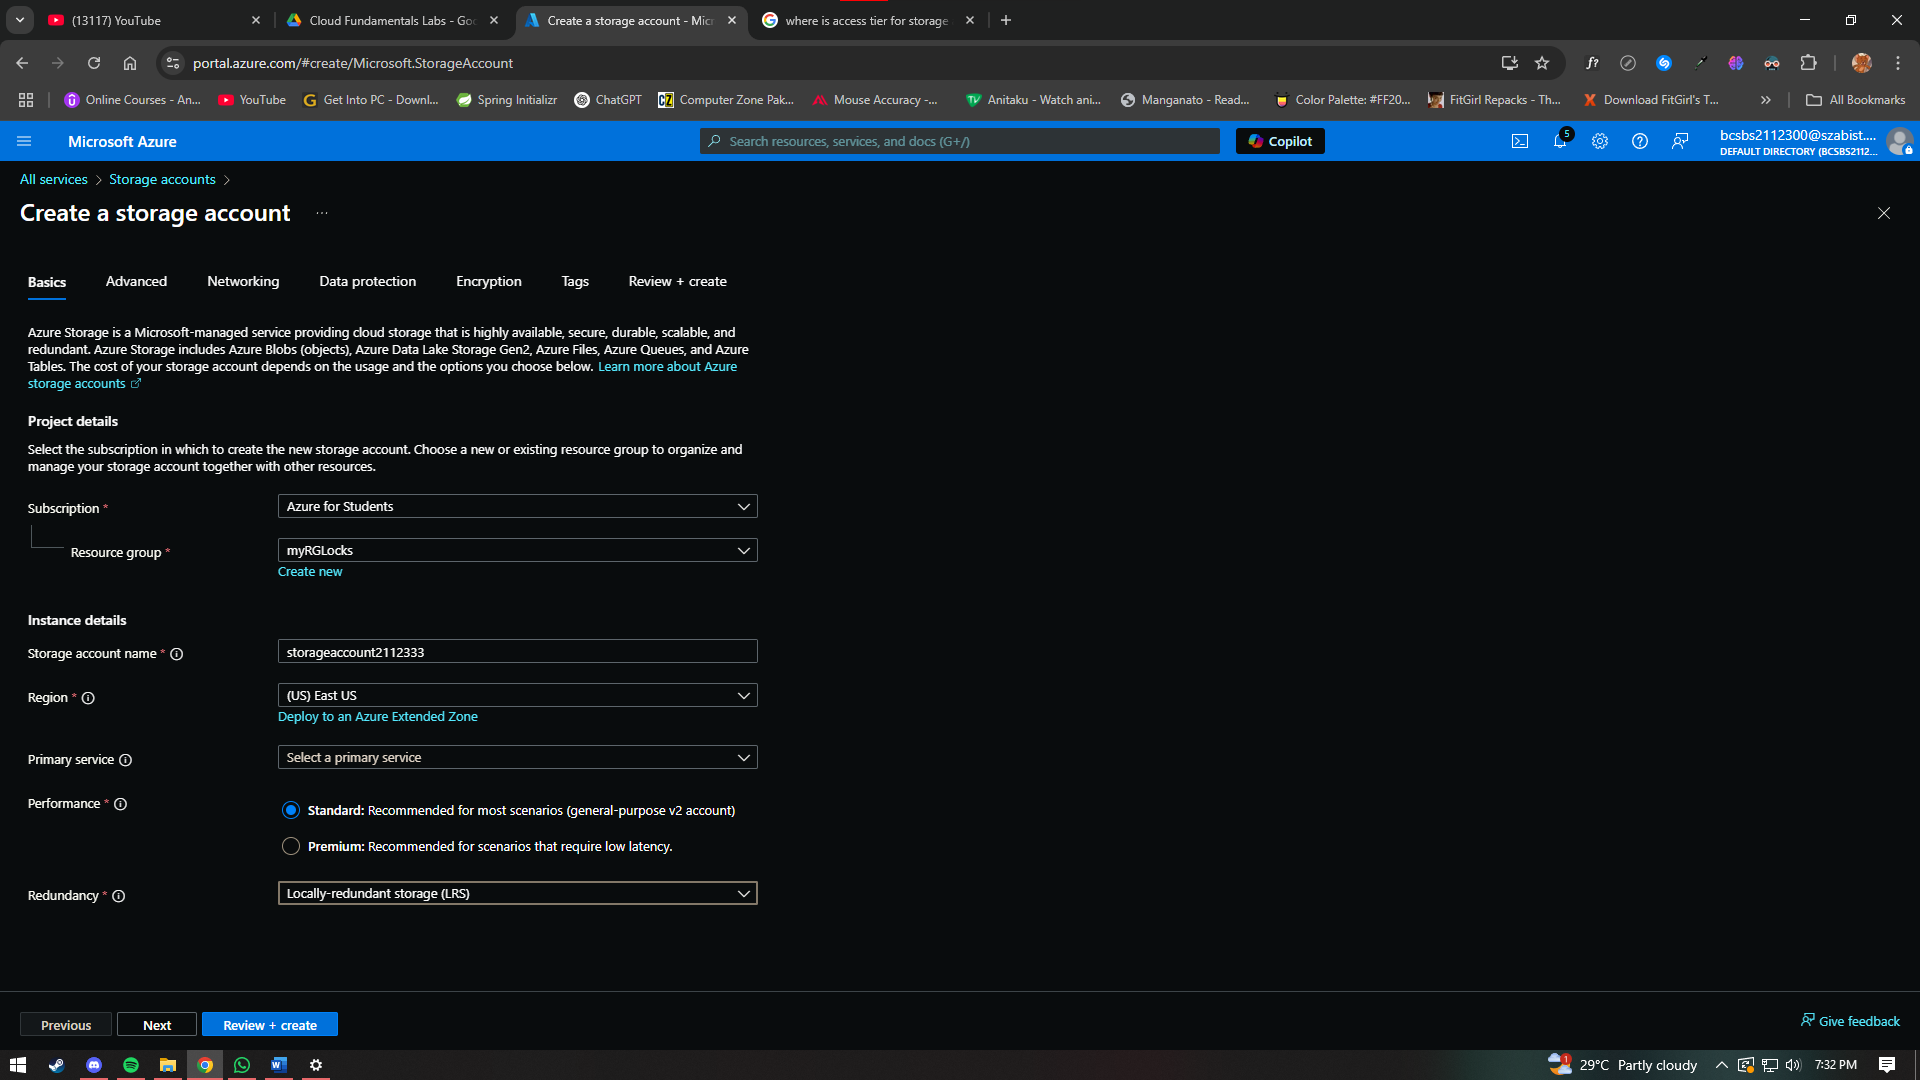 (13117) YouTube
Cloud Fundamentals Labs - Goo
Create a storage account - Micr
where is access tier for storage
portal.azure.com/#create/Microsoft.StorageAccount
Online Courses - An...
YouTube
Get Into PC - Downl...
Spring Initializr
ChatGPT
Computer Zone Pak...
Mouse Accuracy -...
Anitaku - Watch ani...
Manganato - Read...
Color Palette: #FF20...
FitGirl Repacks - Th...
Download FitGirl's T...
All Bookmarks
Microsoft Azure
Search resources, services, and docs (G+/)
Copilot
5
bcsbs2112300@szabist....
DEFAULT DIRECTORY (BCSBS2112...
All services > Storage accounts >
Create a storage account ...
Basics
Advanced
Networking
Data protection
Encryption
Tags
Review + create
Azure Storage is a Microsoft-managed service providing cloud storage that is highly available, secure, durable, scalable, and
redundant. Azure Storage includes Azure Blobs (objects), Azure Data Lake Storage Gen2, Azure Files, Azure Queues, and Azure
Tables. The cost of your storage account depends on the usage and the options you choose below. Learn more about Azure
storage accounts
Project details
Select the subscription in which to create the new storage account. Choose a new or existing resource group to organize and
manage your storage account together with other resources.
Subscription *
Azure for Students
Resource group *
myRGLocks
Create new
Instance details
Storage account name *
storageaccount2112333
Region *
(US) East US
Deploy to an Azure Extended Zone
Primary service
Select a primary service
Performance *
Standard: Recommended for most scenarios (general-purpose v2 account)
Premium: Recommended for scenarios that require low latency.
Redundancy *
Locally-redundant storage (LRS)
Previous
Next
Review + create
Give feedback
1
29°C Partly cloudy
7:32 PM